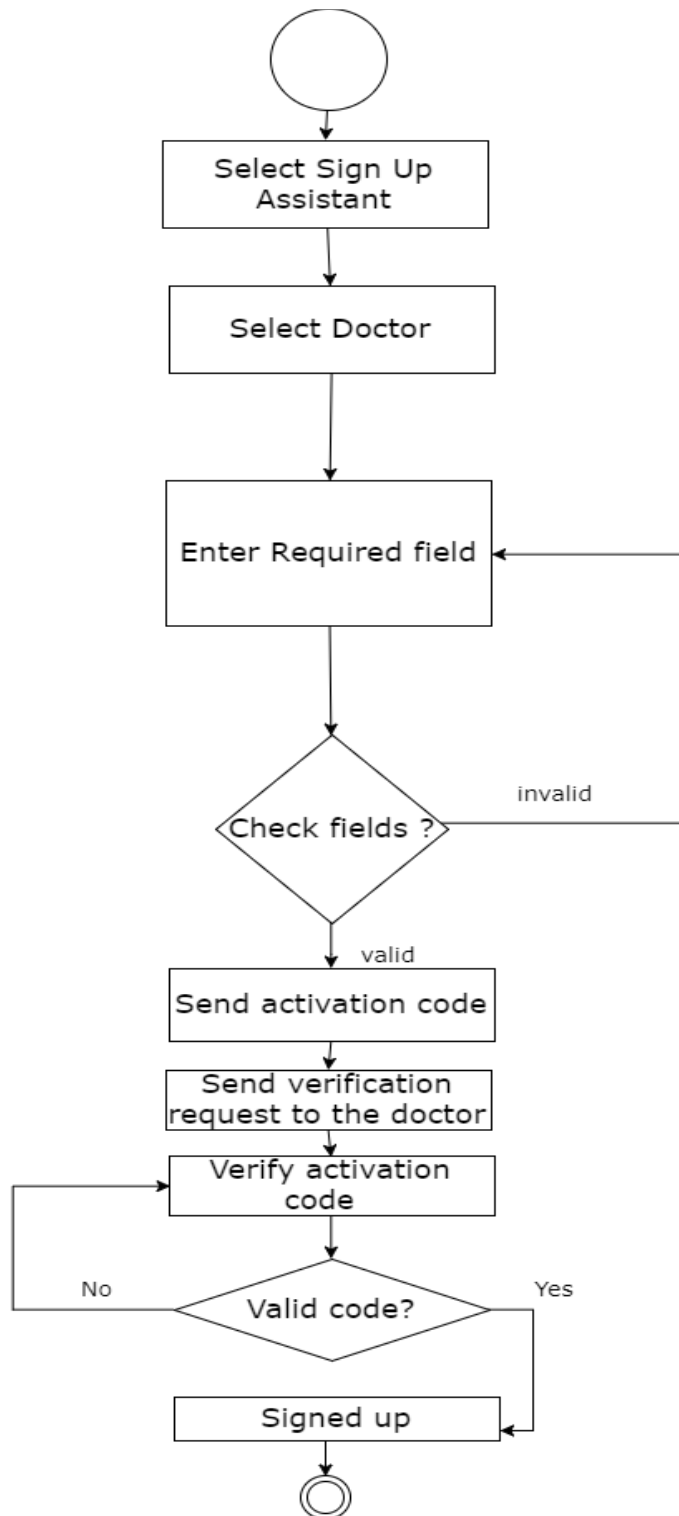 Select Sign Up
Assistant
Select Doctor
Enter Required field
invalid
Check fields ?
valid
Send activation code
Send verification
request to the doctor
Verify activation
code
No
Yes
Valid code?
Signed up